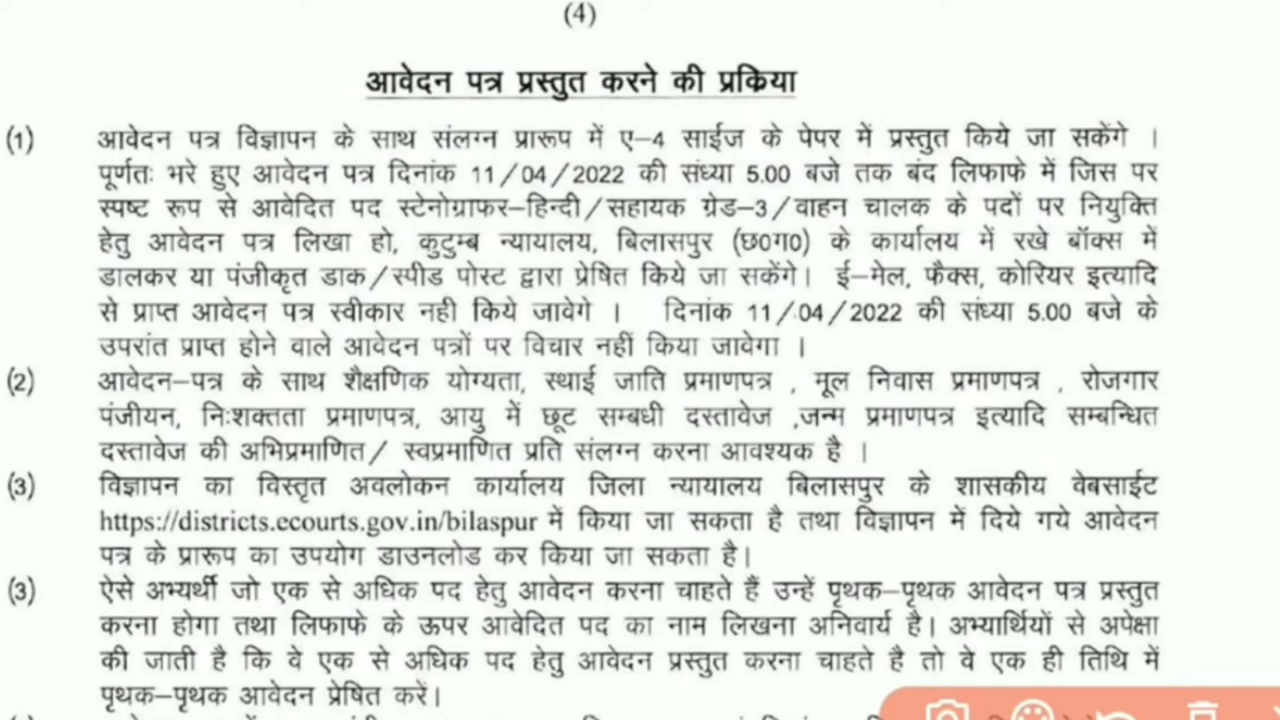 (4)
आवेदन पत्र प्रस्तुत करने की प्रकिया
(1) आवेदन पत्र विज्ञापन के साथ संलग्न प्रारूप में ए–4 साईज के पेपर में प्रस्तुत किये जा सकेंगे ।
पूर्णतः भरे हुए आवेदन पत्र दिनांक 11/04/2022 की संध्या 5.00 बजे तक बंद लिफाफे में जिस पर
स्पष्ट रूप से आवेदित पद स्टेनोग्राफर–हिन्दी/सहायक ग्रेड–3/वाहन चालक के पदों पर नियुक्ति
हेतु आवेदन पत्र लिखा हो, कुटुम्ब न्यायालय, बिलासपुर (छ0ग0) के कार्यालय में रखे बॉक्स में
डालकर या पंजीकृत डाक/स्पीड पोस्ट द्वारा प्रेषित किये जा सकेंगे। ई–मेल, फैक्स, कोरियर इत्यादि
से प्राप्त आवेदन पत्र स्वीकार नही किये जावेगे । दिनांक 11/04/2022 की संध्या 5.00 बजे के
उपरांत प्राप्त होने वाले आवेदन पत्रों पर विचार नहीं किया जावेगा ।
(2) आवेदन–पत्र के साथ शैक्षणिक योग्यता, स्थाई जाति प्रमाणपत्र , मूल निवास प्रमाणपत्र , रोजगार
पंजीयन, निःशक्तता प्रमाणपत्र, आयु में छूट सम्बधी दस्तावेज ,जन्म प्रमाणपत्र इत्यादि सम्बन्धित
दस्तावेज की अभिप्रमाणित/ स्वप्रमाणित प्रति संलग्न करना आवश्यक है ।
(3) विज्ञापन का विस्तृत अवलोकन कार्यालय जिला न्यायालय बिलासपुर के शासकीय वेबसाईट
https://districts.ecourts.gov.in/bilaspur में किया जा सकता है तथा विज्ञापन में दिये गये आवेदन
पत्र के प्रारूप का उपयोग डाउनलोड कर किया जा सकता है।
(3) ऐसे अभ्यर्थी जो एक से अधिक पद हेतु आवेदन करना चाहते हैं उन्हें पृथक–पृथक आवेदन पत्र प्रस्तुत
करना होगा तथा लिफाफे के ऊपर आवेदित पद का नाम लिखना अनिवार्य है। अभ्यार्थियों से अपेक्षा
की जाती है कि वे एक से अधिक पद हेतु आवेदन प्रस्तुत करना चाहते है तो वे एक ही तिथि में
पृथक–पृथक आवेदन प्रेषित करें।